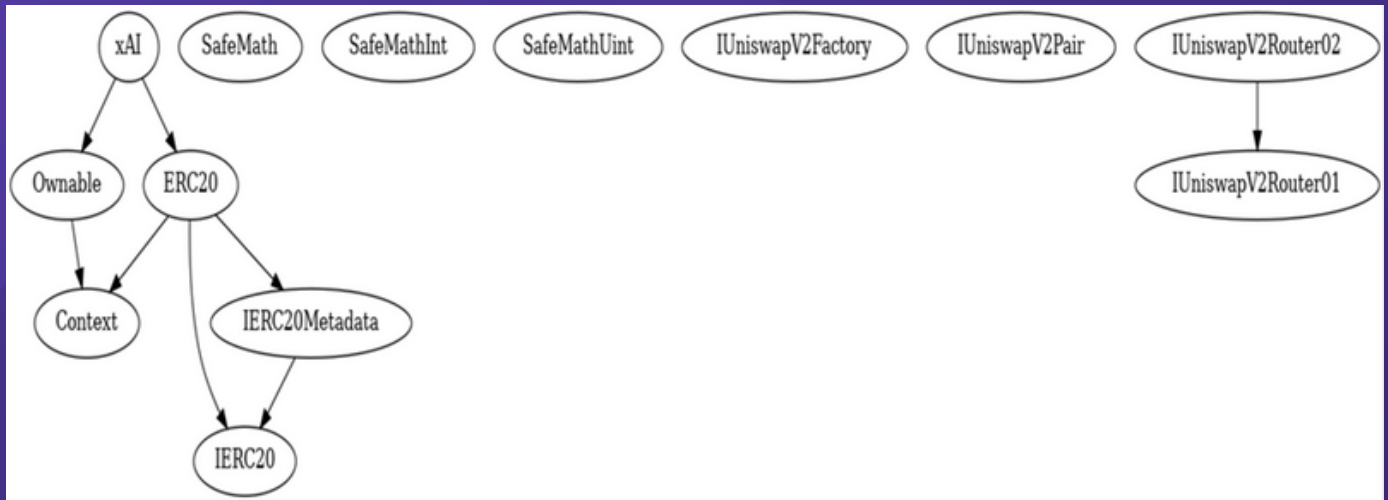 xAI
SafeMath
SafeMathInt
SafeMathUint
IUniswapV2Factory
IUniswapV2Pair
IUniswapV2Router02
Ownable
ERC20
IUniswapV2Router01
Context
IERC20Metadata
IERC20